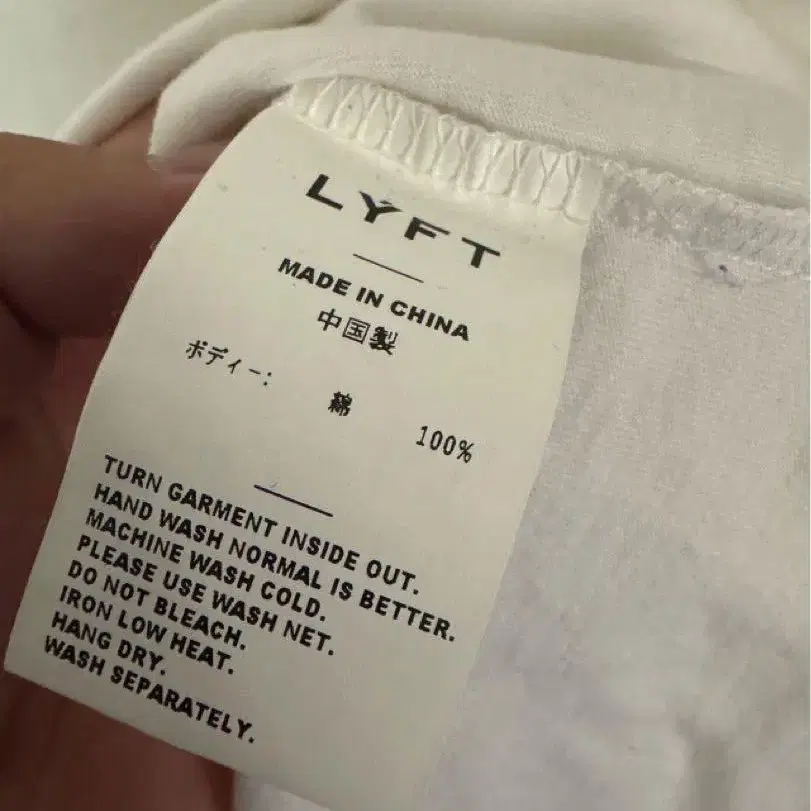 LYFT
MADE IN CHINA
中国製
ボディー: 綿 100%
TURN GARMENT INSIDE OUT.
HAND WASH NORMAL IS BETTER.
MACHINE WASH COLD.
PLEASE USE WASH NET.
DO NOT BLEACH.
IRON LOW HEAT.
HANG DRY.
WASH SEPARATELY.